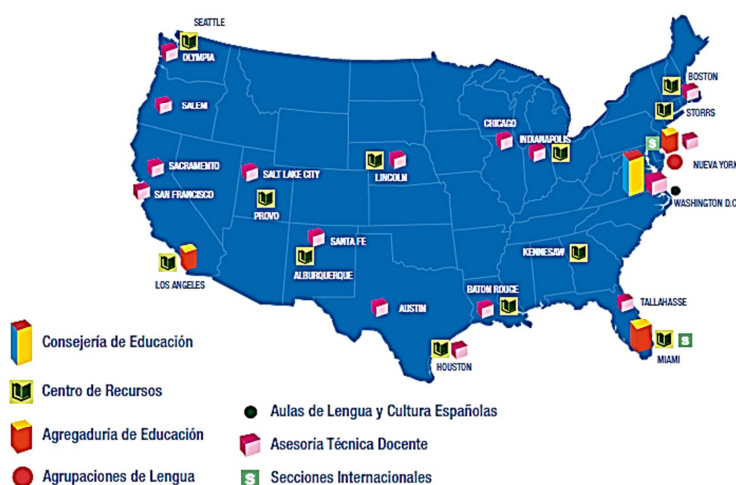 SEATTLE
OLYMPIA
SALEM
SACRAMENTO
SAN FRANCISCO
SALT LAKE CITY
PROVO
LOS ANGELES
SANTA FE
ALBURQUERQUE
LINCOLN
CHICAGO
INDIANAPOLIS
BOSTON
STORRS
NUEVA YORK
WASHINGTON D.C
KENNESAW
BATON ROUGE
AUSTIN
HOUSTON
TALLAHASSE
MIAMI
S
S
Consejería de Educación
Centro de Recursos
Agregaduría de Educación
Agrupaciones de Lengua
Aulas de Lengua y Cultura Españolas
Asesoría Técnica Docente
S Secciones Internacionales